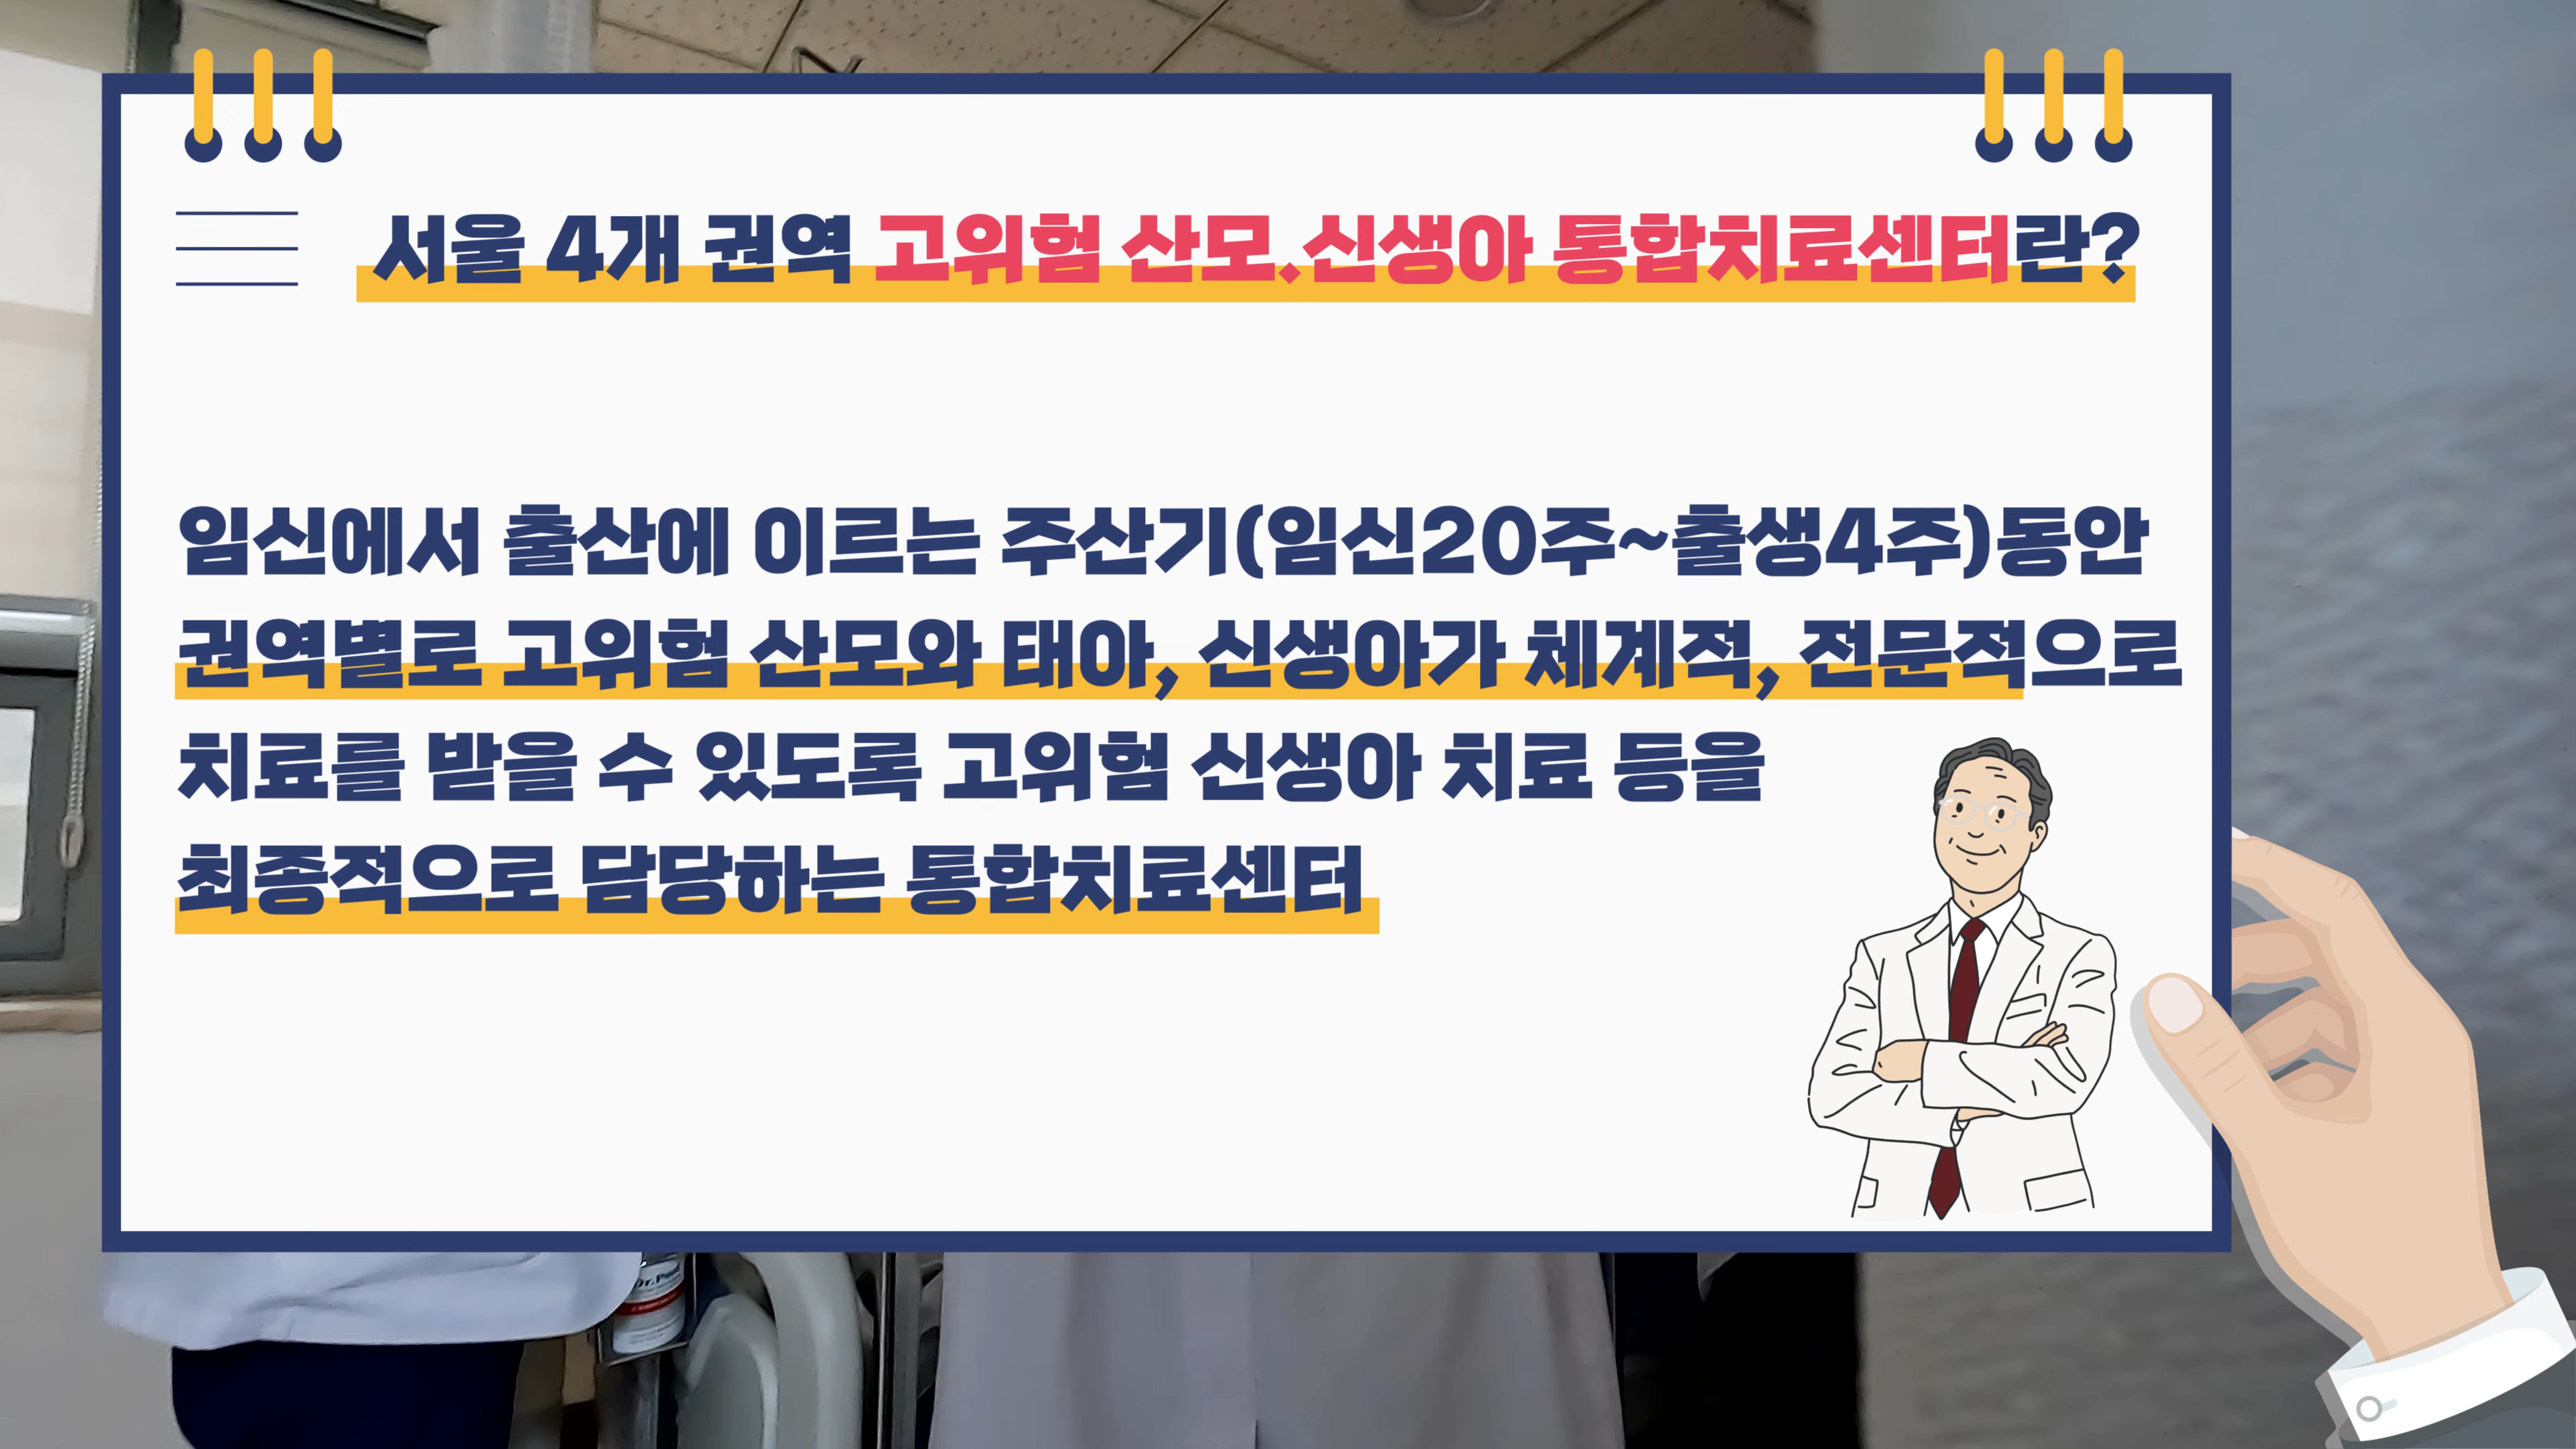 서울 4개 권역 고위험 산모.신생아 통합치료센터란?
임신에서 출산에 이르는 주산기(임신20주~출생4주)동안
권역별로 고위험 산모와 태아, 신생아가 체계적, 전문적으로
치료를 받을 수 있도록 고위험 신생아 치료 등을
최종적으로 담당하는 통합치료센터